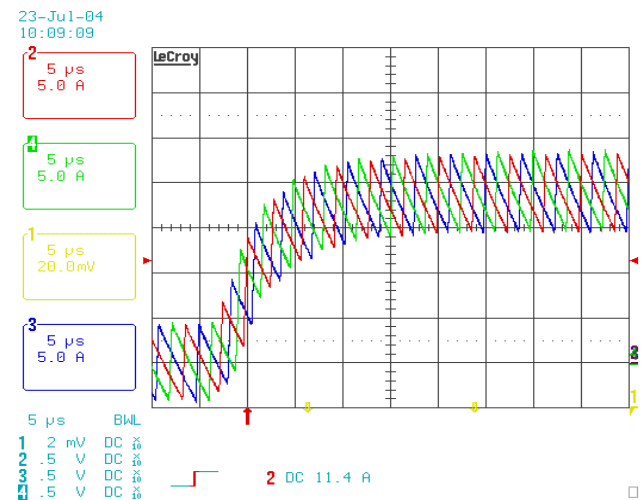 23-Jul-04
10:09:09
LeCroy
2
5 µs
5.0 A
4
5 µs
5.0 A
1
5 µs
20.0mV
3
5 µs
5.0 A
5 µs BWL
1 2 mV DC X10
2 .5 V DC X10
3 .5 V DC X10
4 .5 V DC X10
2 DC 11.4 A
1